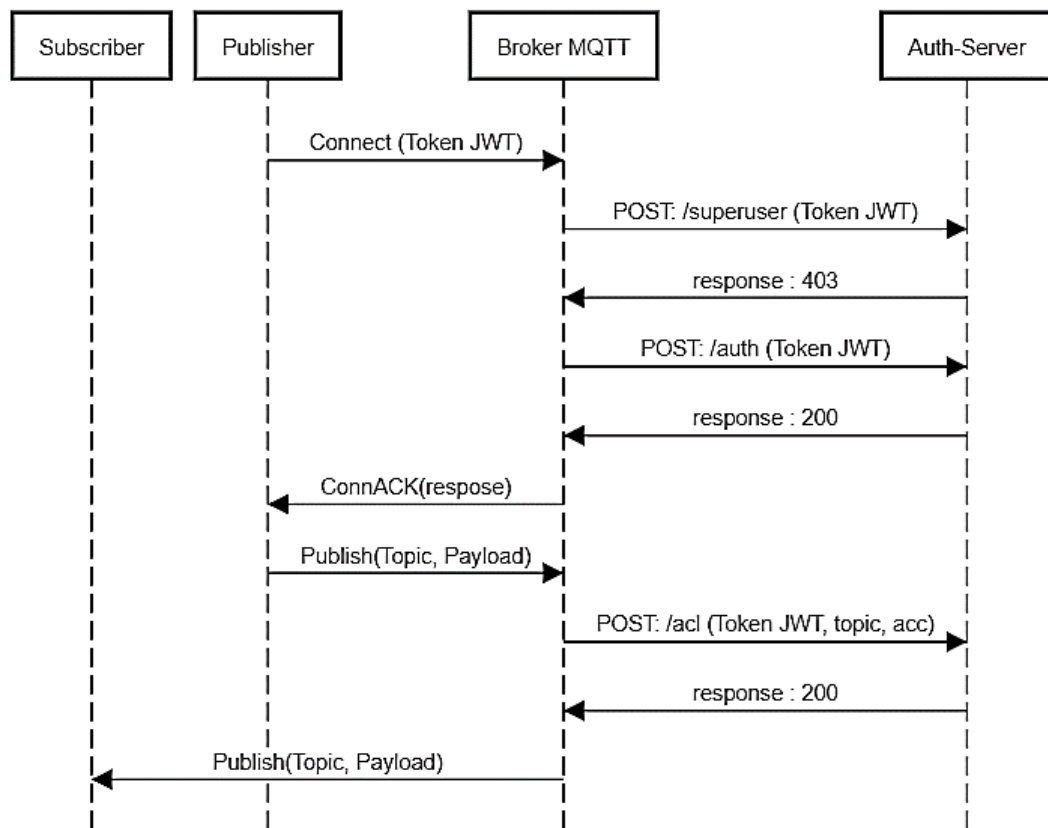 Subscriber
Publisher
Broker MQTT
Auth-Server
Connect (Token JWT)
POST: /superuser (Token JWT)
response : 403
POST: /auth (Token JWT)
response : 200
ConnACK(respose)
Publish(Topic, Payload)
POST: /acl (Token JWT, topic, acc)
response : 200
Publish(Topic, Payload)